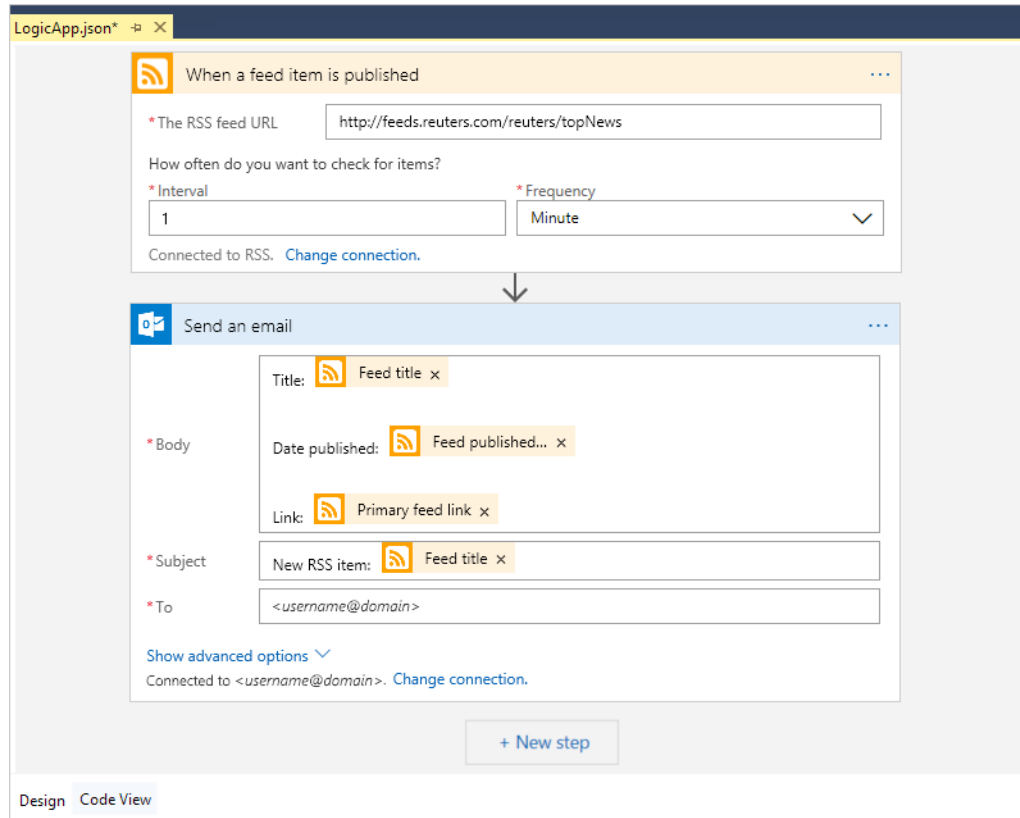 LogicApp.json*
When a feed item is published
* The RSS feed URL http://feeds.reuters.com/reuters/topNews
How often do you want to check for items?
* Interval * Frequency
1 Minute
Connected to RSS. Change connection.
Send an email
Title: Feed title ×
* Body Date published: Feed published... ×
Link: Primary feed link ×
* Subject New RSS item: Feed title ×
* To <username@domain>
Show advanced options
Connected to <username@domain>. Change connection.
+ New step
Design Code View